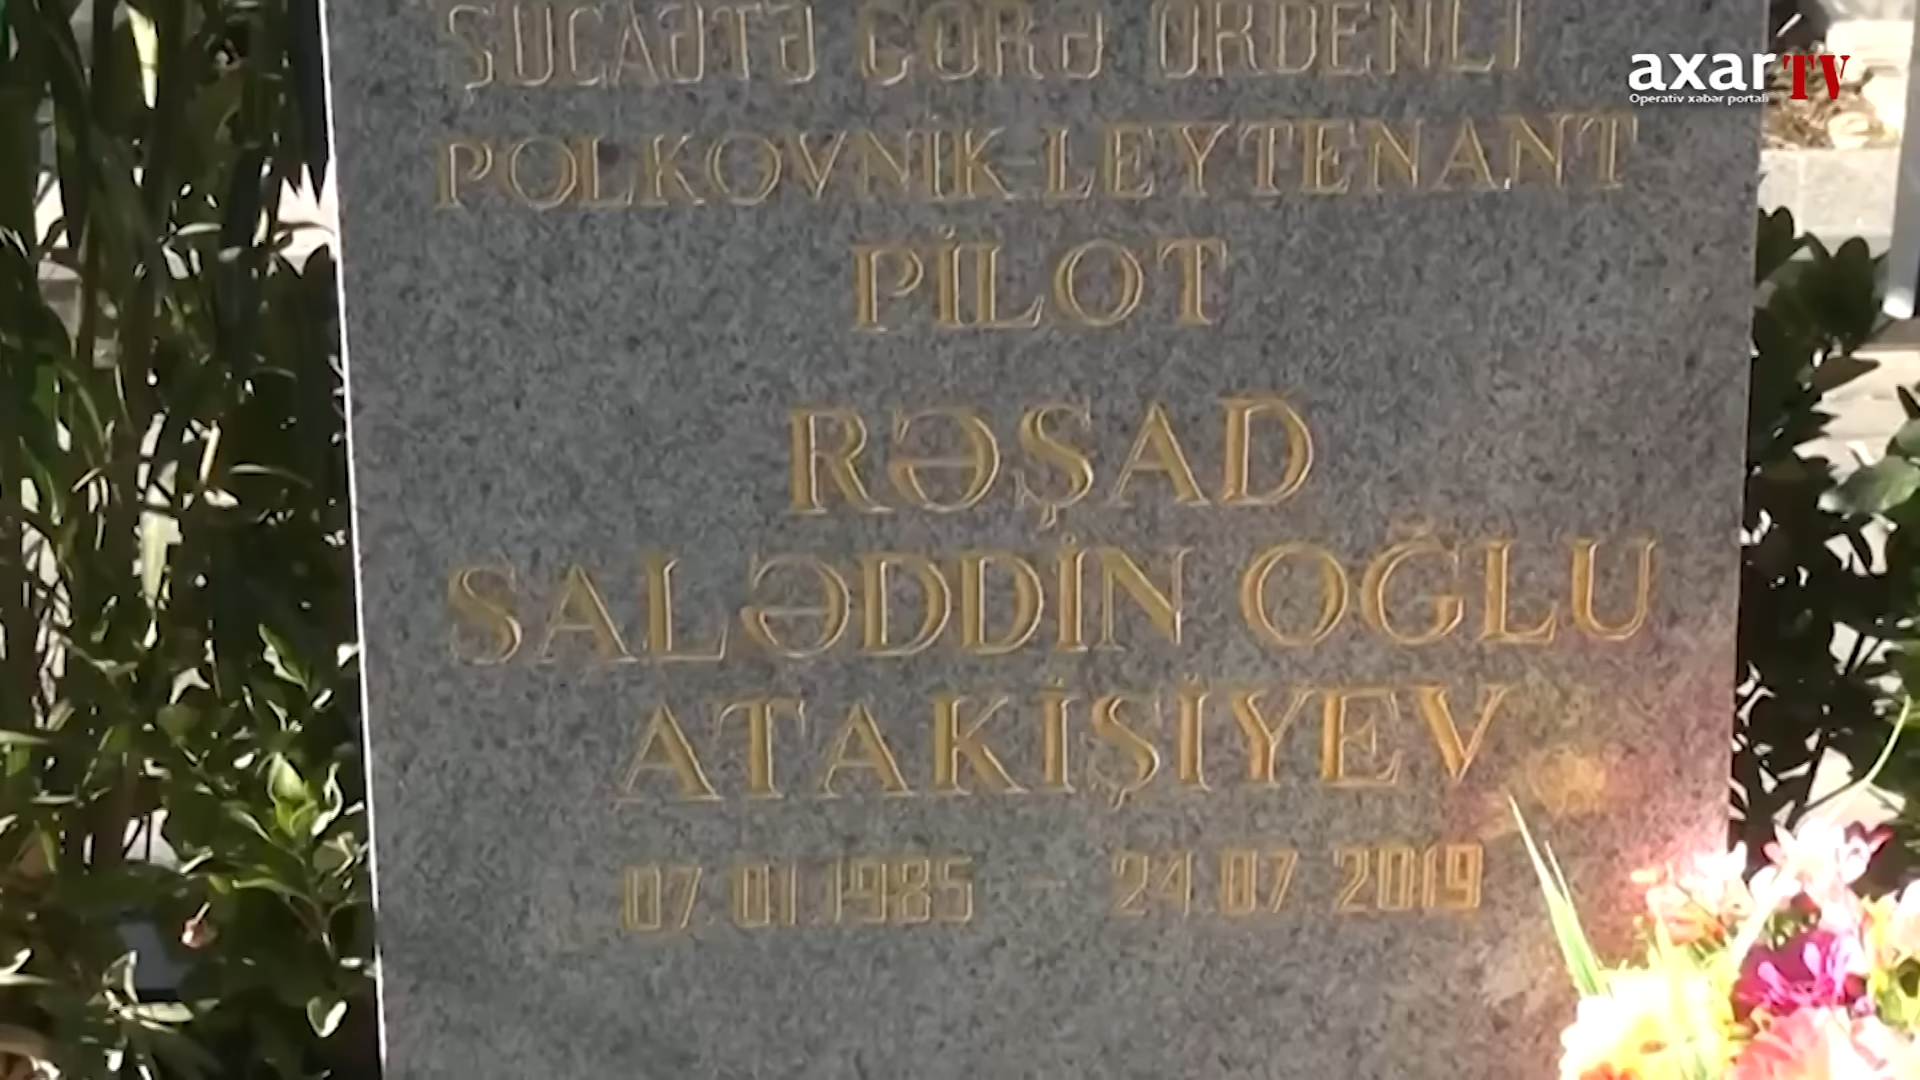 ŞÜCAƏTƏ GÖRƏ ORDENLİ
POLKOVNİK-LEYTENANT
PİLOT
RƏŞAD
SALƏDDİN OĞLU
ATAKİŞİYEV
07.01.1985 - 24.07.2019
axarTV
Operativ xəbər portalı